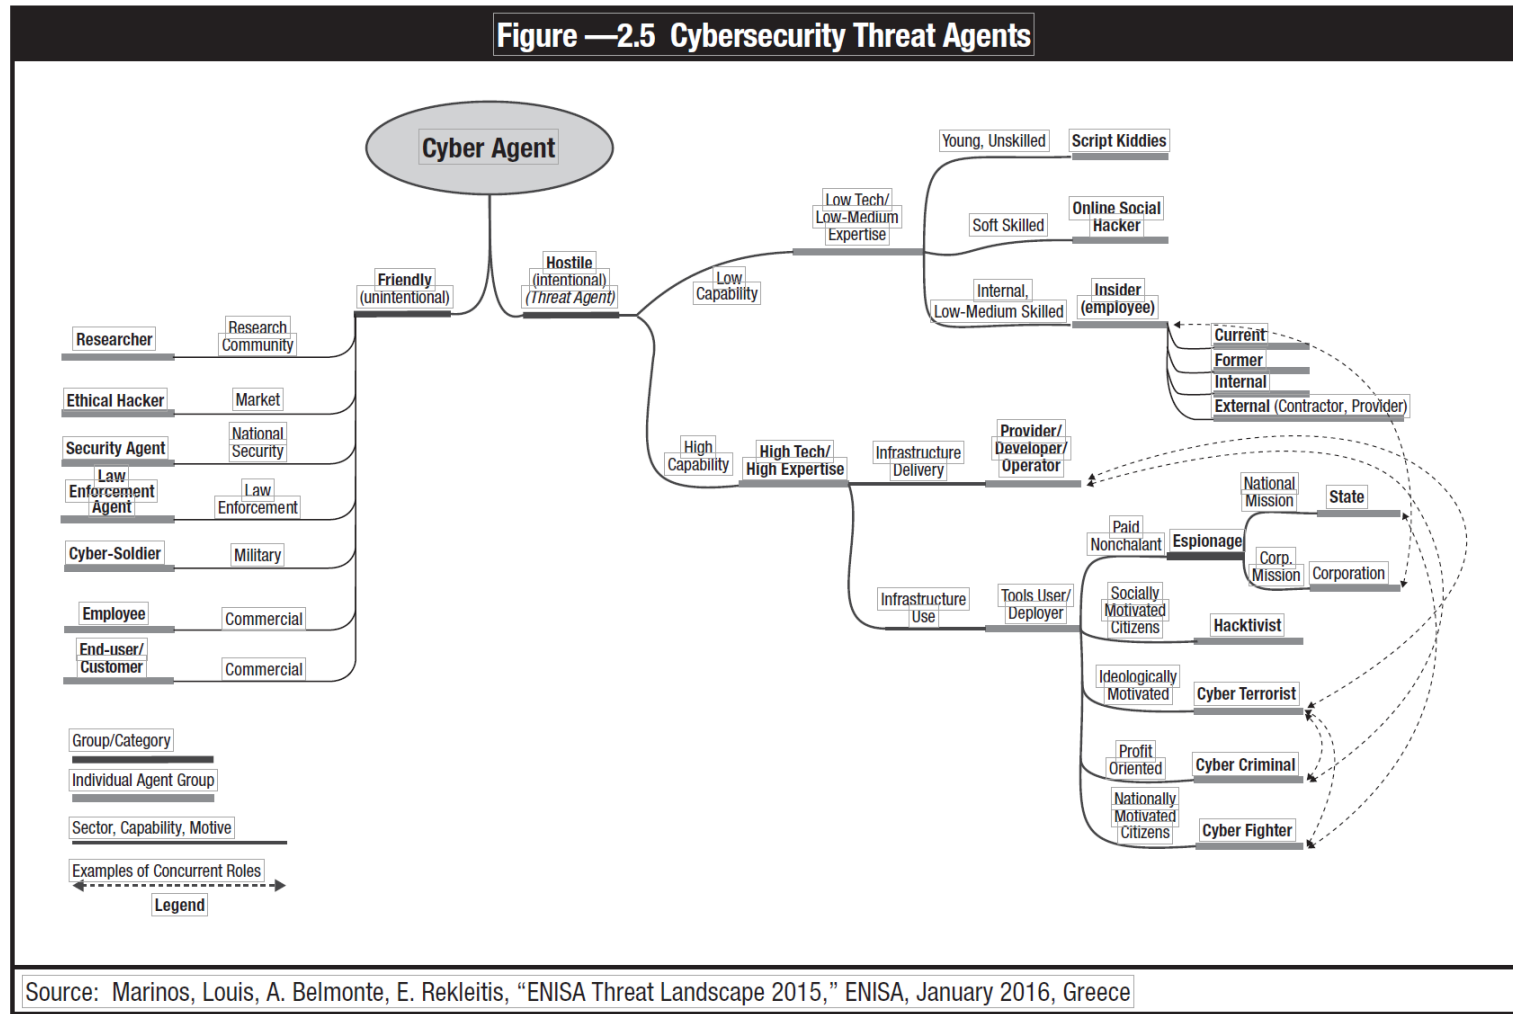 Figure —2.5 Cybersecurity Threat Agents
Cyber Agent
Friendly
(unintentional)
Hostile
(intentional)
(Threat Agent)
Researcher
Research
Community
Ethical Hacker
Market
Security Agent
National
Security
Law
Enforcement
Agent
Law
Enforcement
Cyber-Soldier
Military
Employee
Commercial
End-user/
Customer
Commercial
Low
Capability
Low Tech/
Low-Medium
Expertise
Young, Unskilled
Script Kiddies
Soft Skilled
Online Social
Hacker
Internal,
Low-Medium Skilled
Insider
(employee)
Current
Former
Internal
External (Contractor, Provider)
High
Capability
High Tech/
High Expertise
Infrastructure
Delivery
Provider/
Developer/
Operator
Infrastructure
Use
Tools User/
Deployer
Paid
Nonchalant
Espionage
National
Mission
State
Corp.
Mission
Corporation
Socially
Motivated
Citizens
Hacktivist
Ideologically
Motivated
Cyber Terrorist
Profit
Oriented
Cyber Criminal
Nationally
Motivated
Citizens
Cyber Fighter
Group/Category
Individual Agent Group
Sector, Capability, Motive
Examples of Concurrent Roles
Legend
Source: Marinos, Louis, A. Belmonte, E. Rekleitis, “ENISA Threat Landscape 2015,” ENISA, January 2016, Greece